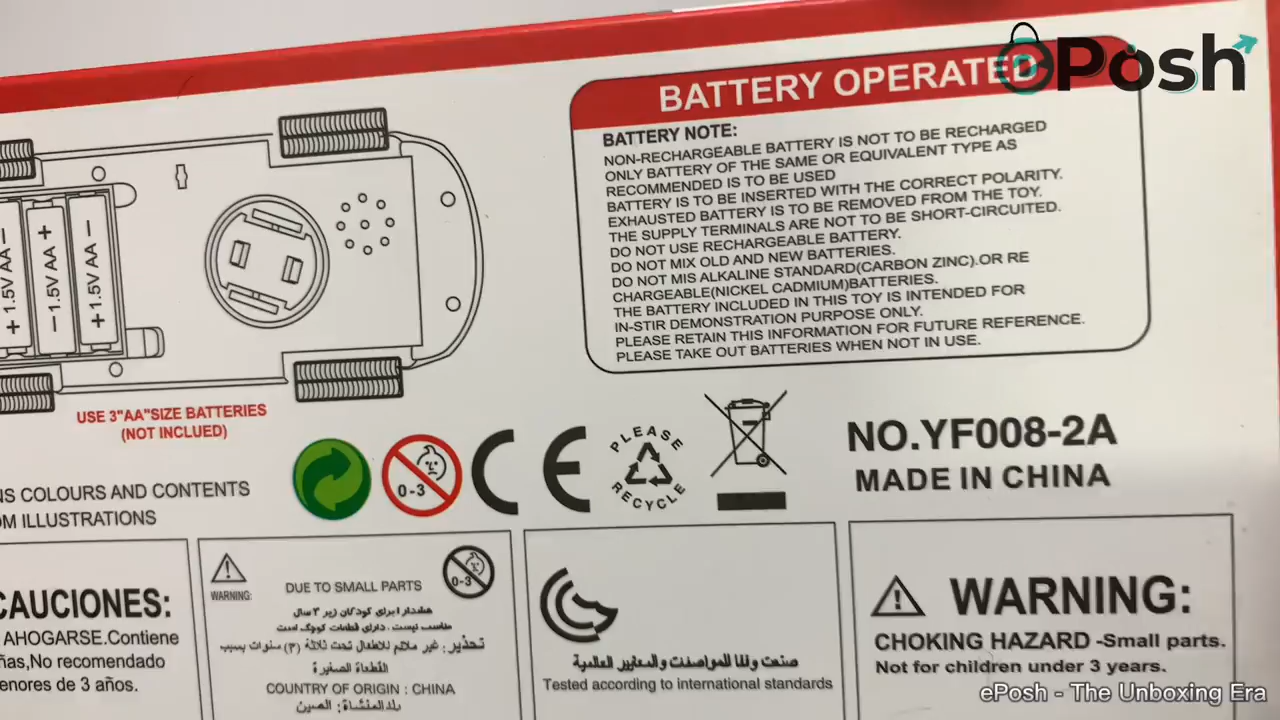 ePosh
BATTERY OPERATED
BATTERY NOTE:
NON-RECHARGEABLE BATTERY IS NOT TO BE RECHARGED
ONLY BATTERY OF THE SAME OR EQUIVALENT TYPE AS
RECOMMENDED IS TO BE USED
BATTERY IS TO BE INSERTED WITH THE CORRECT POLARITY.
EXHAUSTED BATTERY IS TO BE REMOVED FROM THE TOY.
THE SUPPLY TERMINALS ARE NOT TO BE SHORT-CIRCUITED.
DO NOT USE RECHARGEABLE BATTERY.
DO NOT MIX OLD AND NEW BATTERIES.
DO NOT MIS ALKALINE STANDARD(CARBON ZINC).OR RE
CHARGEABLE(NICKEL CADMIUM)BATTERIES.
THE BATTERY INCLUDED IN THIS TOY IS INTENDED FOR
IN-STIR DEMONSTRATION PURPOSE ONLY.
PLEASE RETAIN THIS INFORMATION FOR FUTURE REFERENCE.
PLEASE TAKE OUT BATTERIES WHEN NOT IN USE.
+ 1.5V AA −
− 1.5V AA +
+ 1.5V AA −
USE 3"AA"SIZE BATTERIES
(NOT INCLUED)
NS COLOURS AND CONTENTS
OM ILLUSTRATIONS
0-3
CE
PLEASE
RECYCLE
NO.YF008-2A
MADE IN CHINA
CAUCIONES:
AHOGARSE.Contiene
ñas,No recomendado
enores de 3 años.
WARNING:
DUE TO SMALL PARTS
0-3
هشدار ! برای کودکان زیر ۳ سال
مناسب نیست. دارای قطعات کوچک است
تحذير: غير ملائم للاطفال تحت ثلاثة (۳) سنوات بسبب
القطعاة الصغيرة
COUNTRY OF ORIGIN : CHINA
بلد المنشاة: الصين
صنعت وفقا للمواصفات والمعايير العالمية
Tested according to international standards
WARNING:
CHOKING HAZARD -Small parts.
Not for children under 3 years.
ePosh - The Unboxing Era